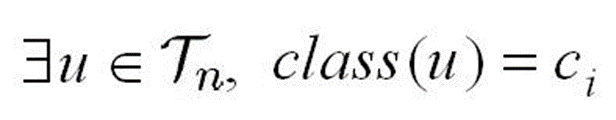 ∃u ∈ 𝒯ₙ, class(u) = cᵢ